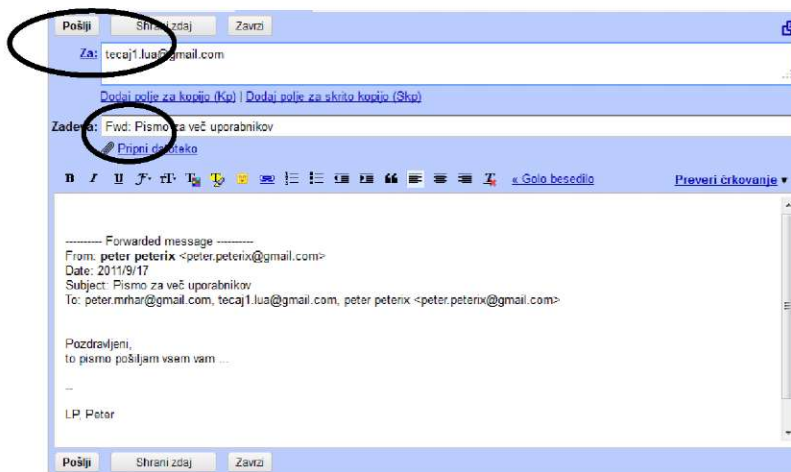 Pošlji Shrani zdaj Zavrzi
Za: tecaj1.lua@gmail.com
Dodaj polje za kopijo (Kp) | Dodaj polje za skrito kopijo (Skp)
Zadeva: Fwd: Pismo za več uporabnikov
Pripni datoteko
« Golo besedilo Preveri črkovanje
---------- Forwarded message ----------
From: peter peterix <peter.peterix@gmail.com>
Date: 2011/9/17
Subject: Pismo za več uporabnikov
To: peter.mrhar@gmail.com, tecaj1.lua@gmail.com, peter peterix <peter.peterix@gmail.com>
Pozdravljeni,
to pismo pošiljam vsem vam ...
--
LP, Peter
Pošlji Shrani zdaj Zavrzi